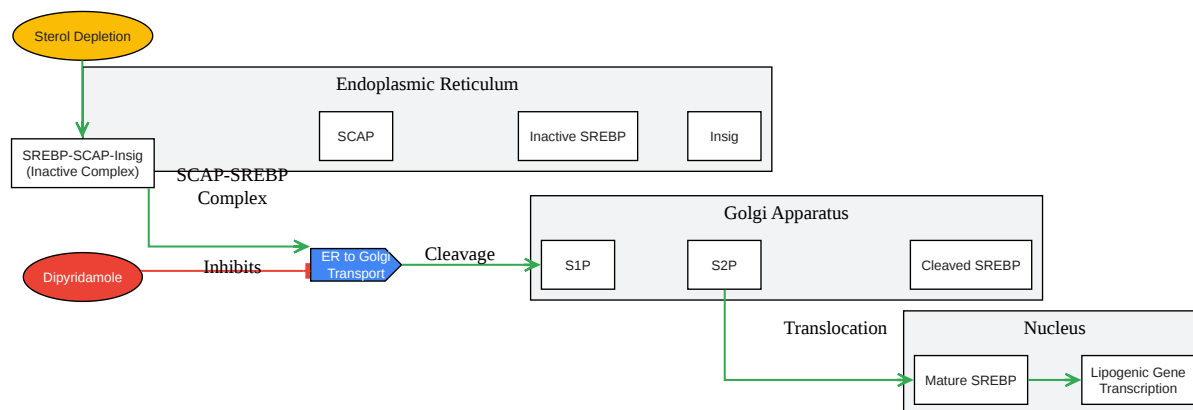 Sterol Depletion
Endoplasmic Reticulum
SCAP
Inactive SREBP
Insig
SREBP-SCAP-Insig
(Inactive Complex)
SCAP-SREBP
Complex
Golgi Apparatus
Dipyridamole
Inhibits
ER to Golgi
Transport
Cleavage
S1P
S2P
Cleaved SREBP
Translocation
Nucleus
Mature SREBP
Lipogenic Gene
Transcription